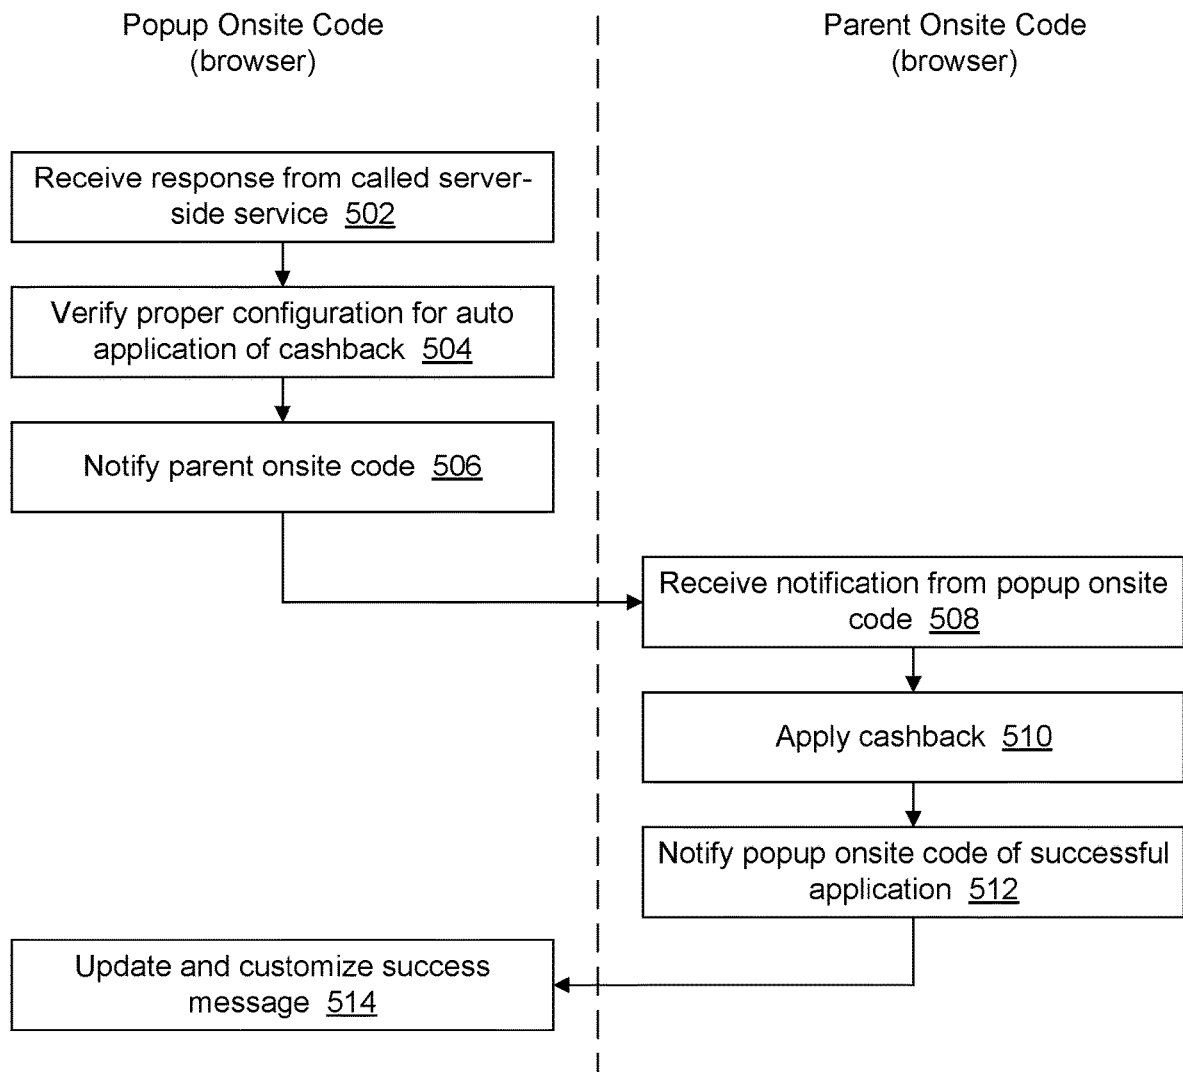 Popup Onsite Code
(browser)
Parent Onsite Code
(browser)
Receive response from called server-
side service 502
Verify proper configuration for auto
application of cashback 504
Notify parent onsite code 506
Receive notification from popup onsite
code 508
Apply cashback 510
Notify popup onsite code of successful
application 512
Update and customize success
message 514